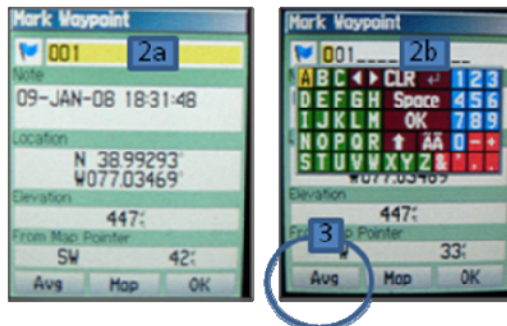 Mark Waypoint
001
2a
Note
09-JAN-08 18:31:48
Location
N 38.99293°
W077.03469°
Elevation
447
From Map Pointer
SW 42
Avg Map OK
Mark Waypoint
001
2b
A B C CLR 1 2 3
D E F G H Space 4 5 6
I J K L M OK 7 8 9
N O P Q R ÄÃ 0 - +
S T U V W X Y Z & ' , .
W077.03469°
Elevation
447
3
Pointer
W 33
Avg Map OK